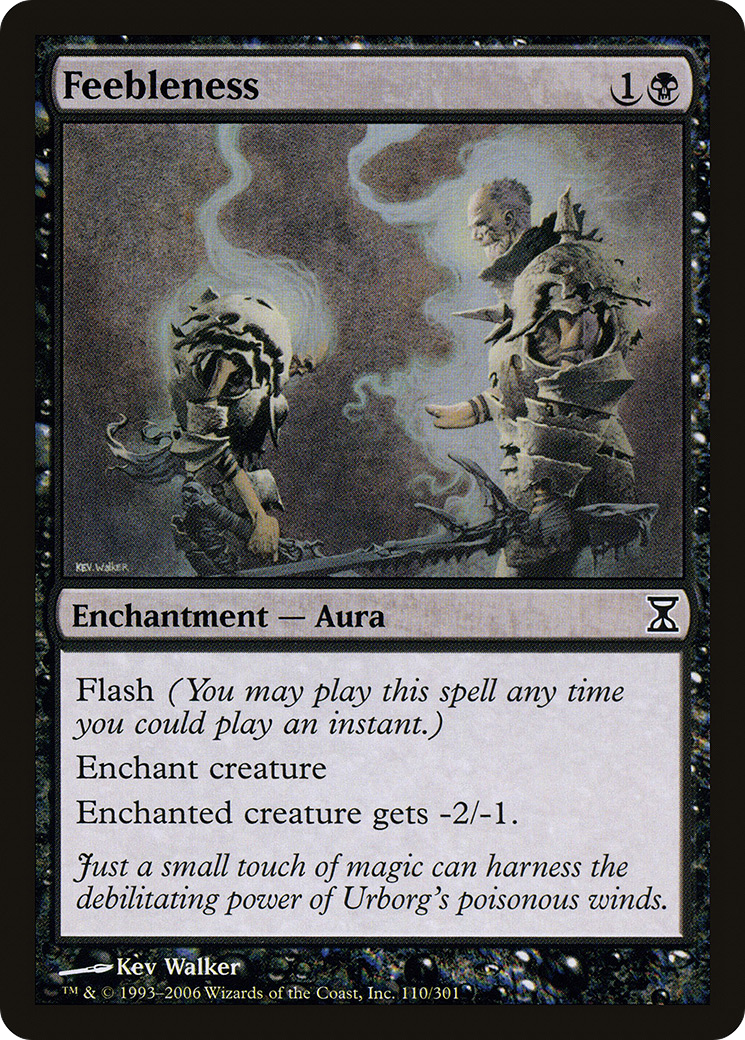 Feebleness 1
KEV. WALKER
Enchantment — Aura
Flash (You may play this spell any time
you could play an instant.)
Enchant creature
Enchanted creature gets -2/-1.
Just a small touch of magic can harness the
debilitating power of Urborg's poisonous winds.
Kev Walker
™ & © 1993–2006 Wizards of the Coast, Inc. 110/301